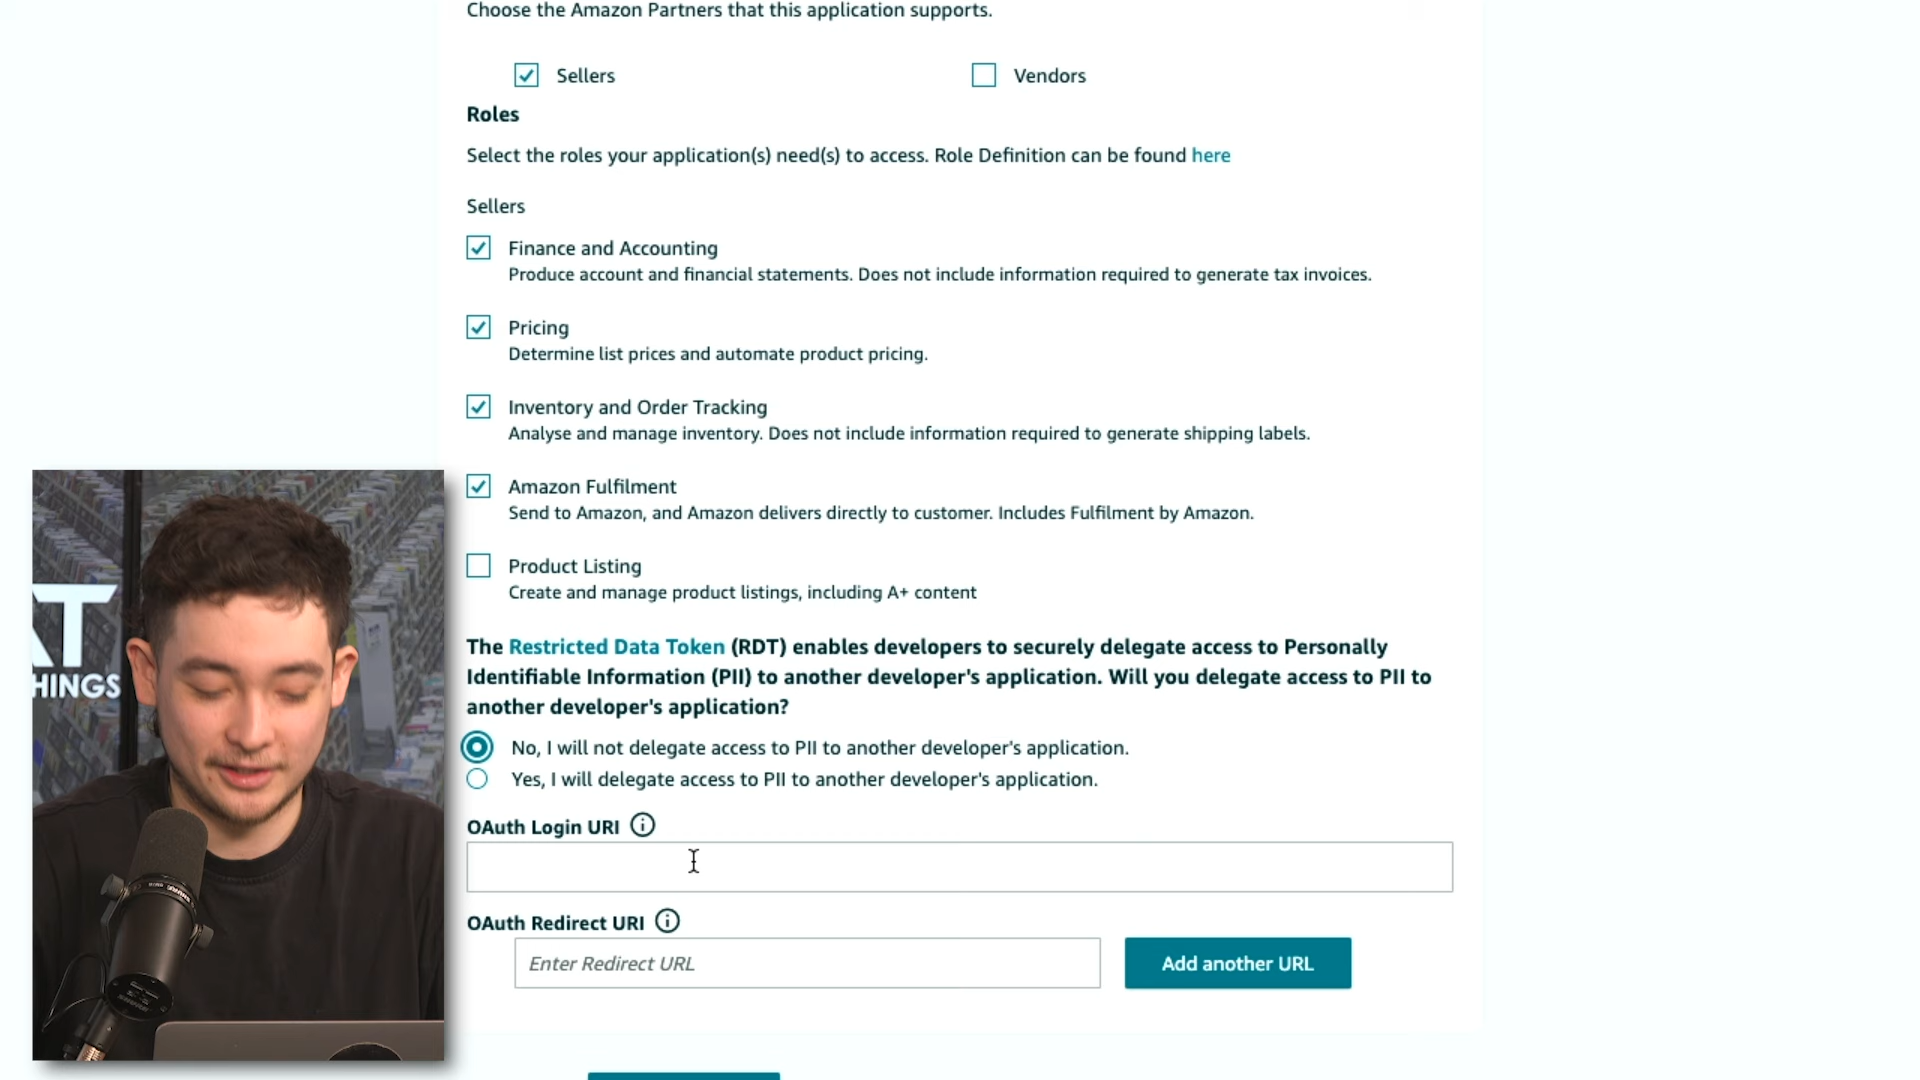 Choose the Amazon Partners that this application supports.
Sellers
Vendors
Roles
Select the roles your application(s) need(s) to access. Role Definition can be found here
Sellers
Finance and Accounting
Produce account and financial statements. Does not include information required to generate tax invoices.
Pricing
Determine list prices and automate product pricing.
Inventory and Order Tracking
Analyse and manage inventory. Does not include information required to generate shipping labels.
Amazon Fulfilment
Send to Amazon, and Amazon delivers directly to customer. Includes Fulfilment by Amazon.
Product Listing
Create and manage product listings, including A+ content
The Restricted Data Token (RDT) enables developers to securely delegate access to Personally
Identifiable Information (PII) to another developer's application. Will you delegate access to PII to
another developer's application?
No, I will not delegate access to PII to another developer's application.
Yes, I will delegate access to PII to another developer's application.
OAuth Login URI
OAuth Redirect URI
Enter Redirect URL
Add another URL
AT
HINGS